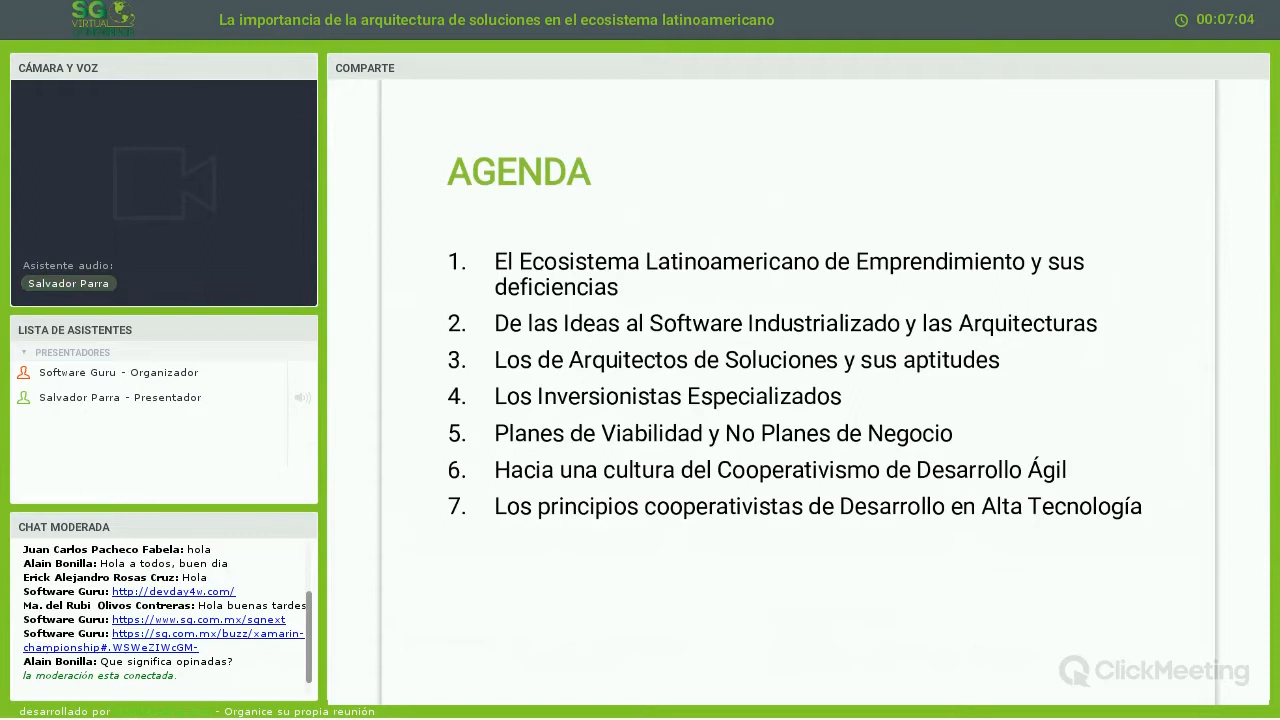 SG
VIRTUAL
La importancia de la arquitectura de soluciones en el ecosistema latinoamericano
00:07:04
CÁMARA Y VOZ
Asistente audio:
Salvador Parra
LISTA DE ASISTENTES
PRESENTADORES
Software Guru - Organizador
Salvador Parra - Presentador
CHAT MODERADA
Juan Carlos Pacheco Fabela: hola
Alain Bonilla: Hola a todos, buen dia
Erick Alejandro Rosas Cruz: Hola
Software Guru: http://devday4w.com/
Ma. del Rubi Olivos Contreras: Hola buenas tardes
Software Guru: https://www.sg.com.mx/sgnext
Software Guru: https://sg.com.mx/buzz/xamarin-
championship#.WSWeZIWcGM-
Alain Bonilla: Que significa opinadas?
la moderación esta conectada.
COMPARTE
AGENDA
1. El Ecosistema Latinoamericano de Emprendimiento y sus
deficiencias
2. De las Ideas al Software Industrializado y las Arquitecturas
3. Los de Arquitectos de Soluciones y sus aptitudes
4. Los Inversionistas Especializados
5. Planes de Viabilidad y No Planes de Negocio
6. Hacia una cultura del Cooperativismo de Desarrollo Ágil
7. Los principios cooperativistas de Desarrollo en Alta Tecnología
ClickMeeting
desarrollado por - Organice su propia reunión